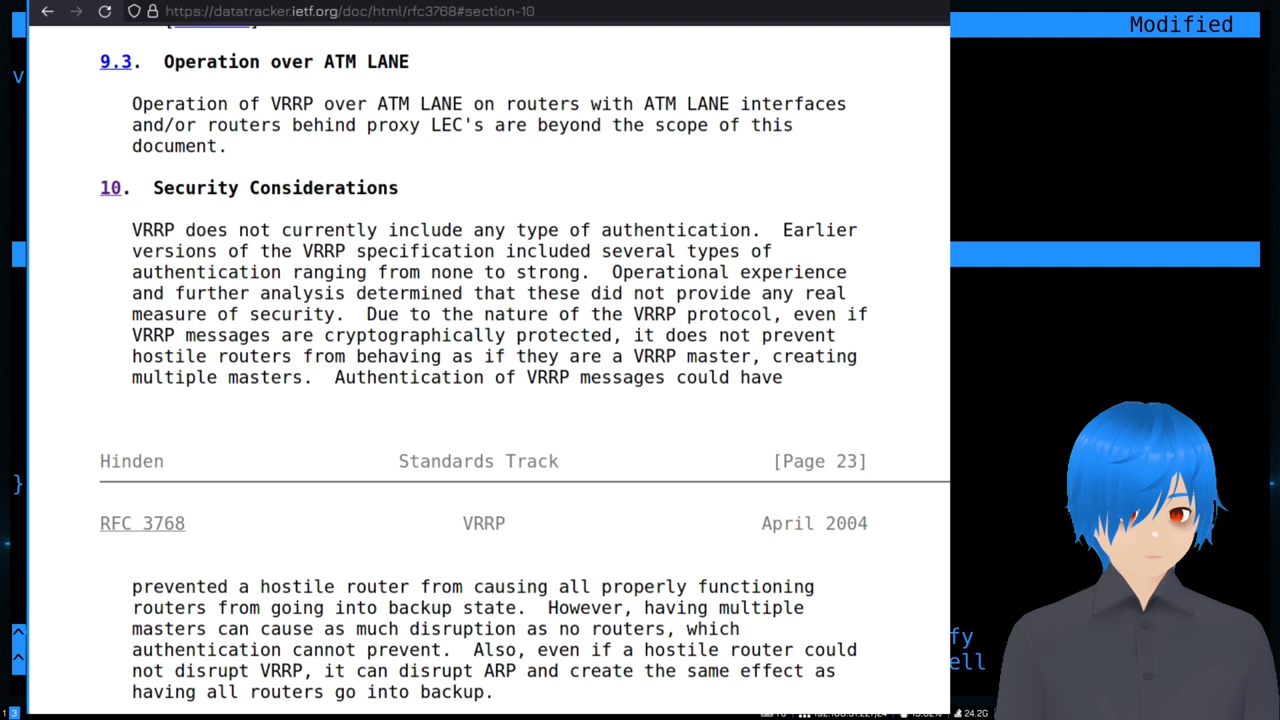 https://datatracker.ietf.org/doc/html/rfc3768#section-10
Modified
9.3. Operation over ATM LANE
Operation of VRRP over ATM LANE on routers with ATM LANE interfaces
and/or routers behind proxy LEC's are beyond the scope of this
document.
10. Security Considerations
VRRP does not currently include any type of authentication. Earlier
versions of the VRRP specification included several types of
authentication ranging from none to strong. Operational experience
and further analysis determined that these did not provide any real
measure of security. Due to the nature of the VRRP protocol, even if
VRRP messages are cryptographically protected, it does not prevent
hostile routers from behaving as if they are a VRRP master, creating
multiple masters. Authentication of VRRP messages could have
Hinden Standards Track [Page 23]
RFC 3768 VRRP April 2004
prevented a hostile router from causing all properly functioning
routers from going into backup state. However, having multiple
masters can cause as much disruption as no routers, which
authentication cannot prevent. Also, even if a hostile router could
not disrupt VRRP, it can disrupt ARP and create the same effect as
having all routers go into backup.
v
}
^
^
fy
ell
1 3
24.2G